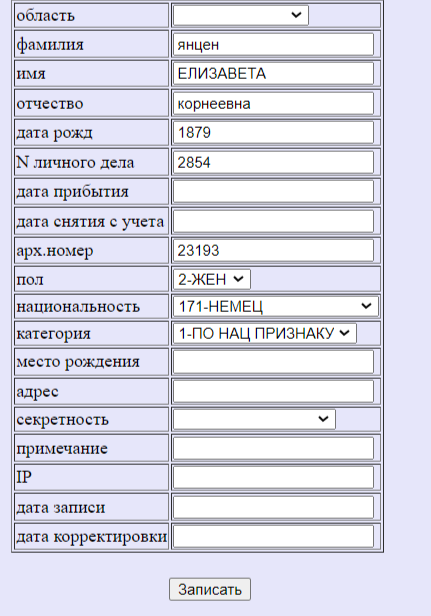 область
фамилия янцен
имя ЕЛИЗАВЕТА
отчество корнеевна
дата рожд 1879
N личного дела 2854
дата прибытия
дата снятия с учета
арх.номер 23193
пол 2-ЖЕН
национальность 171-НЕМЕЦ
категория 1-ПО НАЦ ПРИЗНАКУ
место рождения
адрес
секретность
примечание
IP
дата записи
дата корректировки
Записать